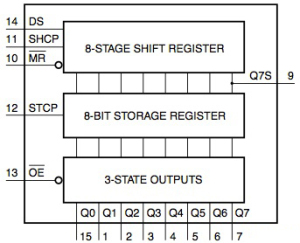 14 DS
11 SHCP
10 MR
8-STAGE SHIFT REGISTER
Q7S 9
12 STCP
8-BIT STORAGE REGISTER
13 OE
3-STATE OUTPUTS
Q0 Q1 Q2 Q3 Q4 Q5 Q6 Q7
15 1 2 3 4 5 6 7